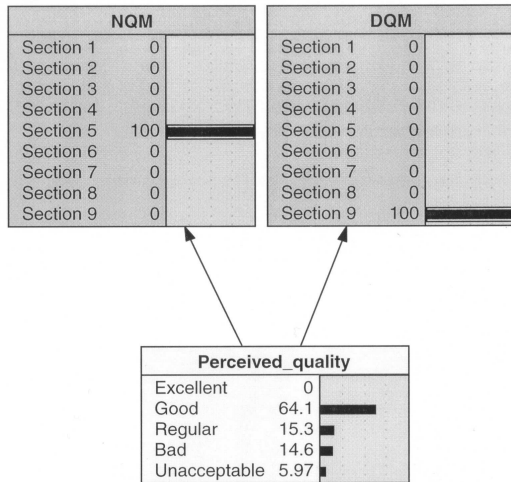 NQM
Section 1 0
Section 2 0
Section 3 0
Section 4 0
Section 5 100
Section 6 0
Section 7 0
Section 8 0
Section 9 0
DQM
Section 1 0
Section 2 0
Section 3 0
Section 4 0
Section 5 0
Section 6 0
Section 7 0
Section 8 0
Section 9 100
Perceived_quality
Excellent 0
Good 64.1
Regular 15.3
Bad 14.6
Unacceptable 5.97